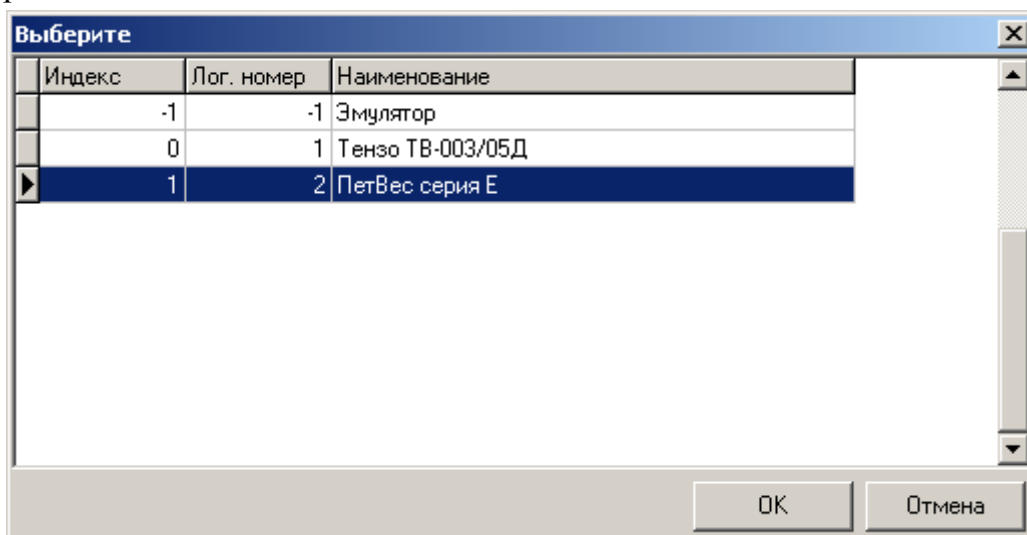 Выберите
Индекс Лог. номер Наименование
-1 -1 Эмулятор
0 1 Тензо ТВ-003/05Д
1 2 ПетВес серия Е
OK Отмена